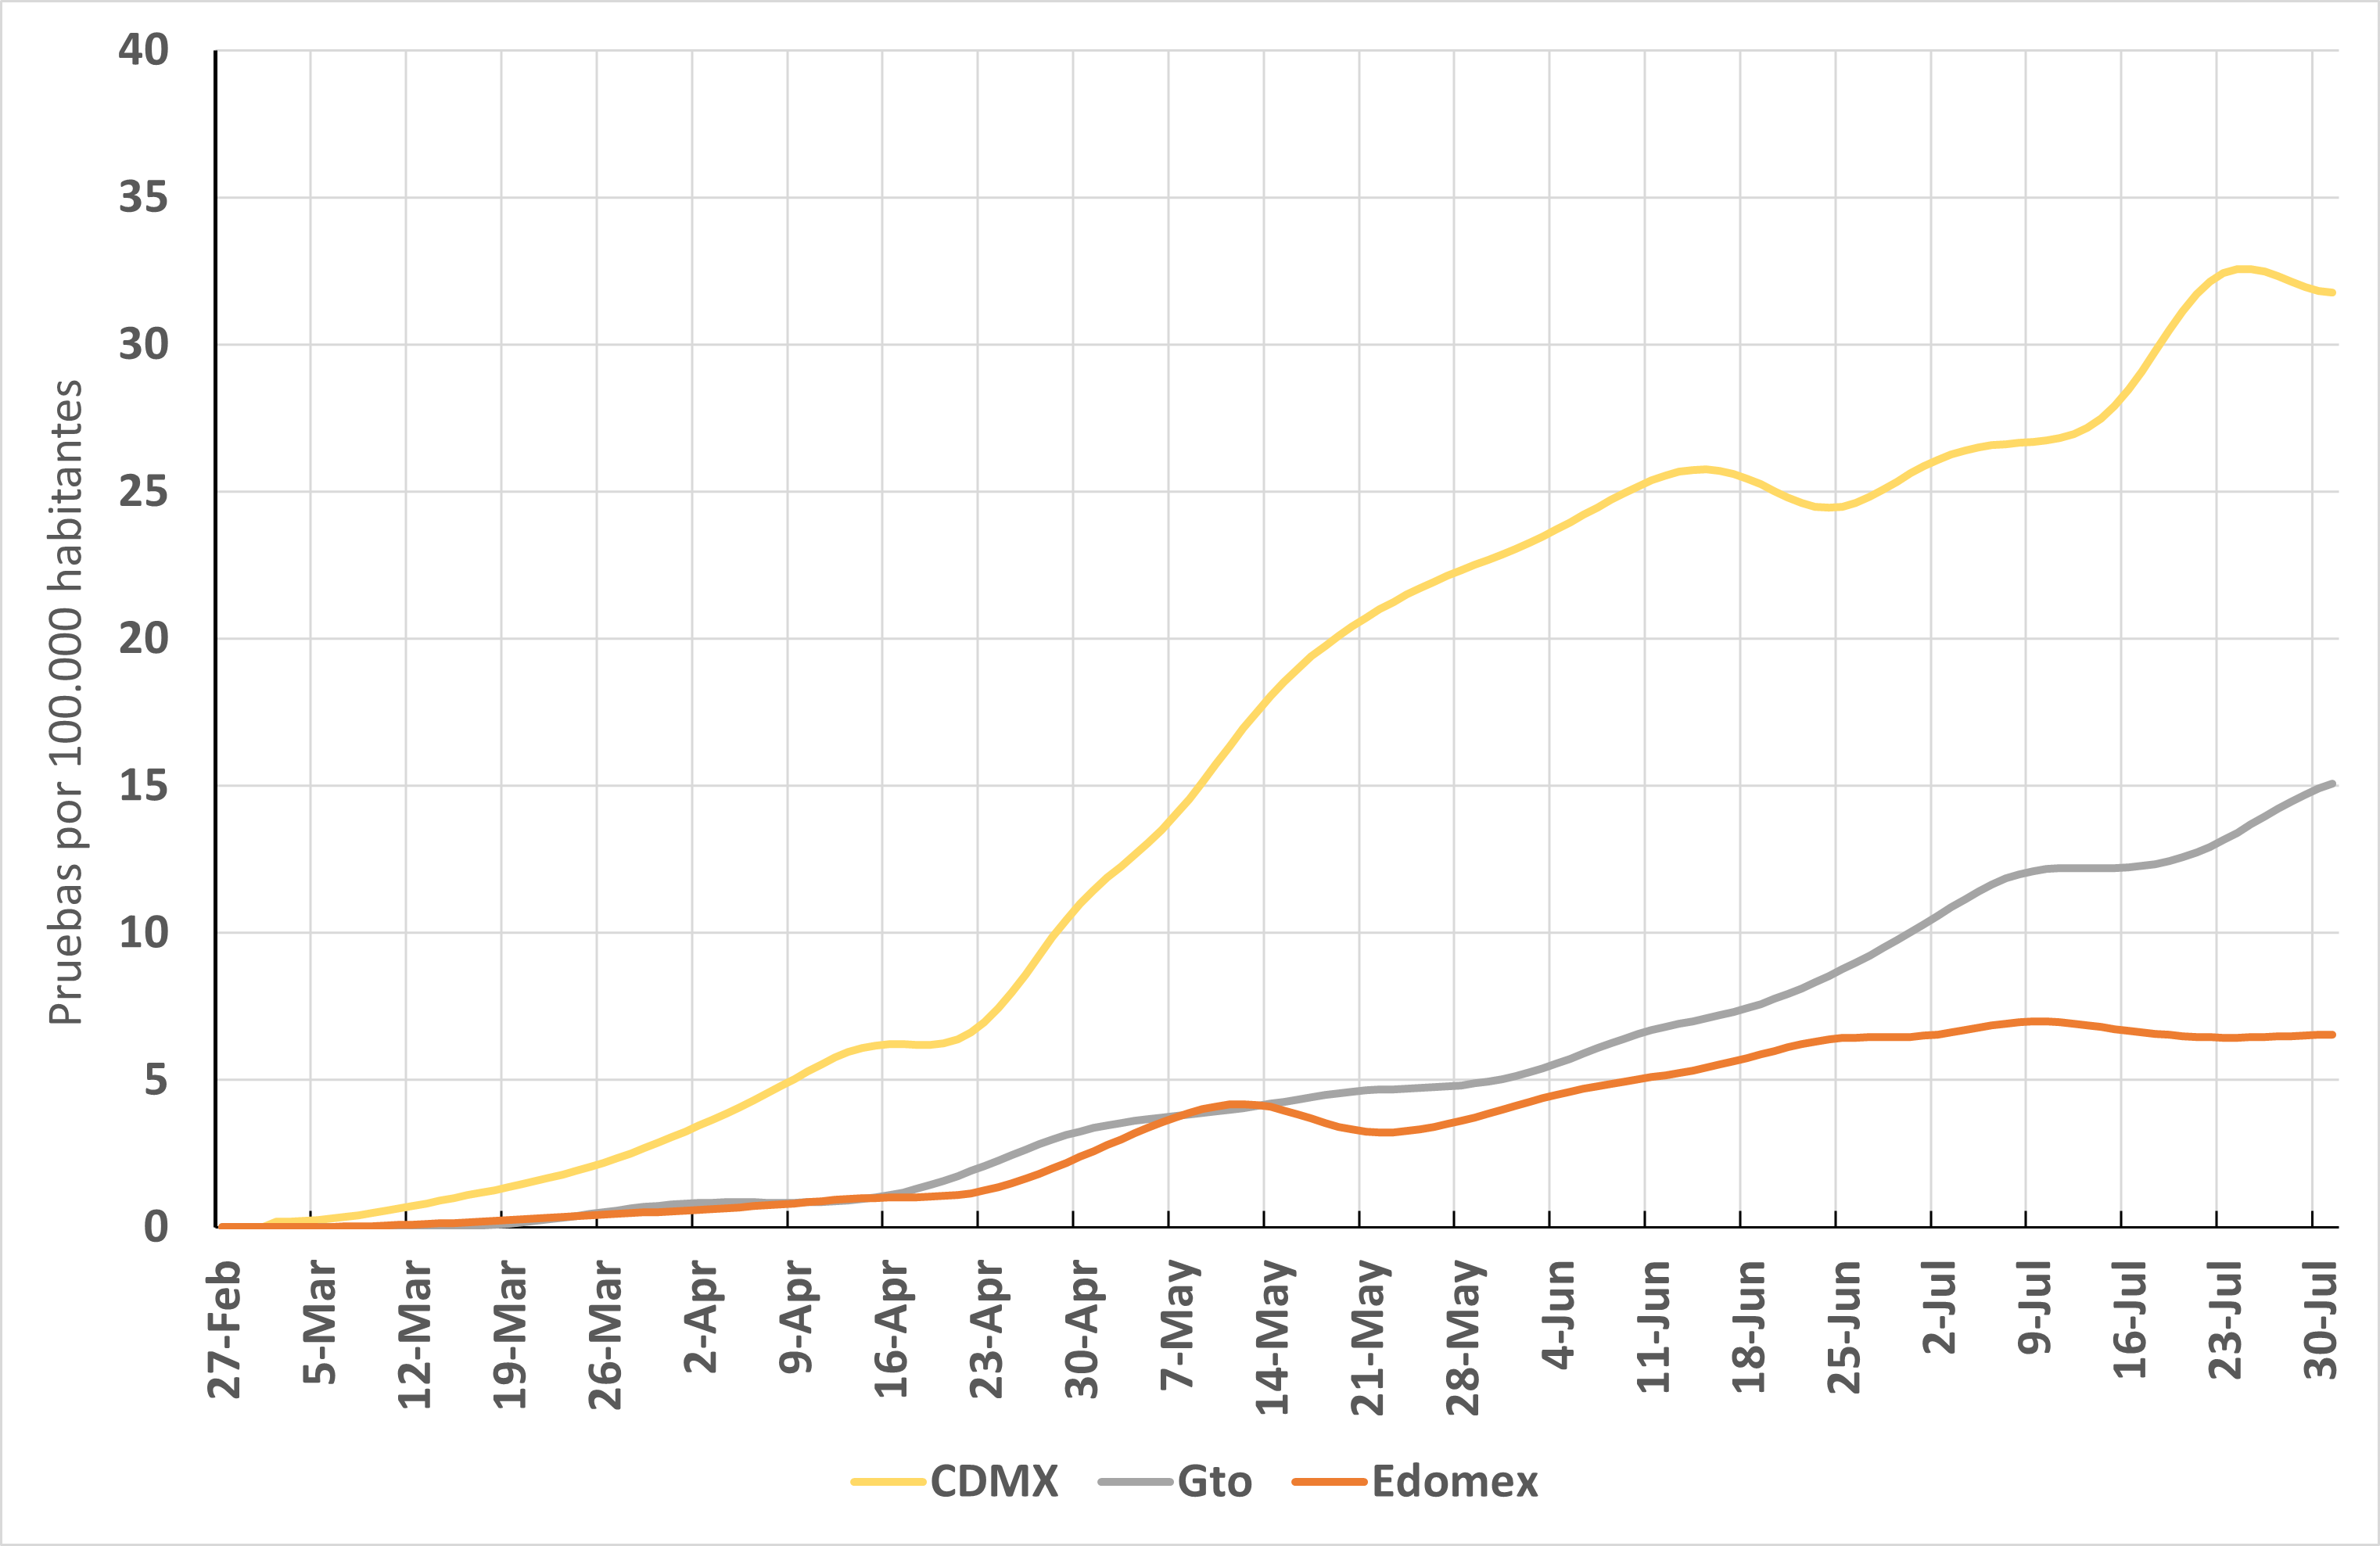 40
35
30
25
20
15
10
5
0
Pruebas por 100.000 habitantes
27-Feb
5-Mar
12-Mar
19-Mar
26-Mar
2-Apr
9-Apr
16-Apr
23-Apr
30-Apr
7-May
14-May
21-May
28-May
4-Jun
11-Jun
18-Jun
25-Jun
2-Jul
9-Jul
16-Jul
23-Jul
30-Jul
CDMX Gto Edomex